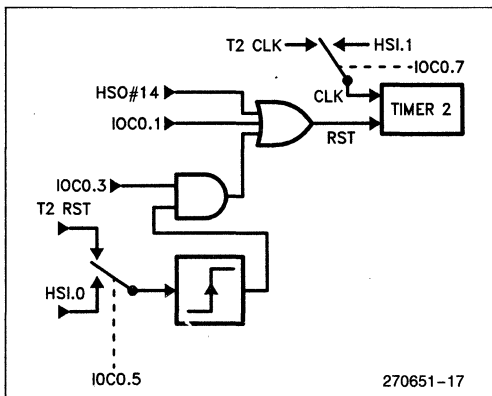 T2 CLK
HSI.1
IOC0.7
HSO#14
CLK
TIMER 2
IOC0.1
RST
IOC0.3
T2 RST
HSI.0
IOC0.5
270651-17